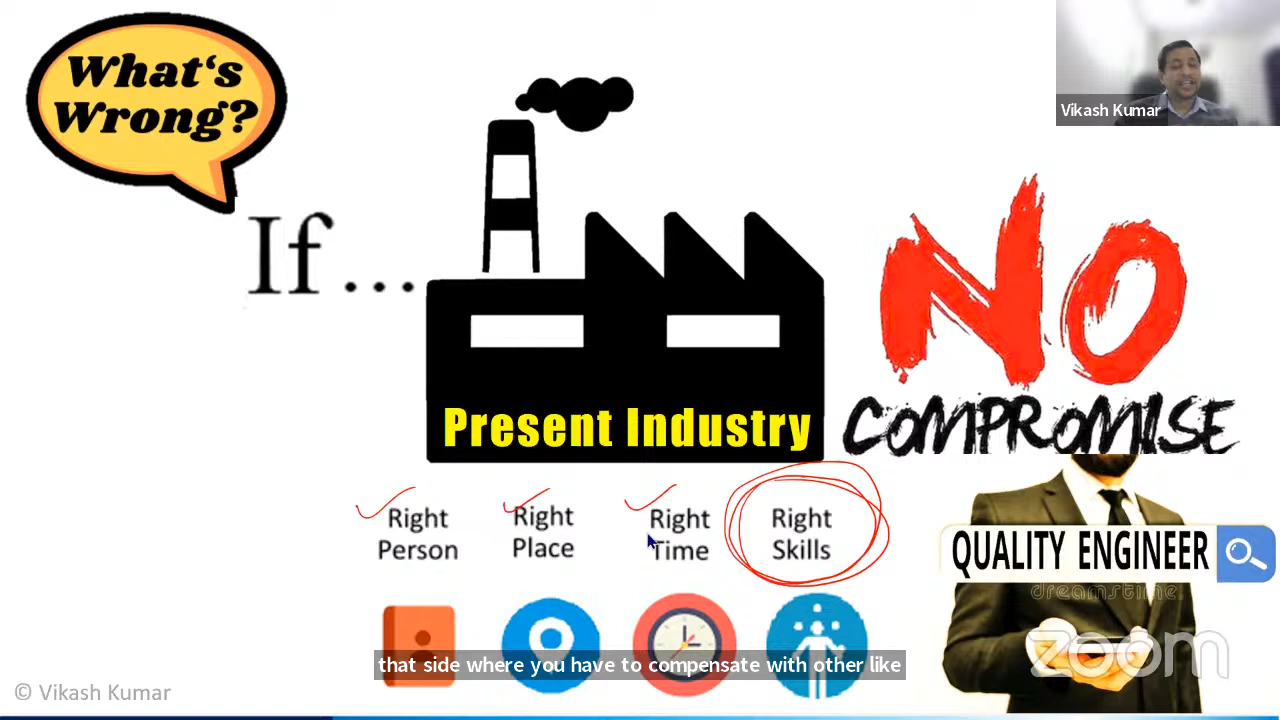 What's
Wrong?
Vikash Kumar
If ...
NO
COMPROMISE
Present Industry
Right
Person
Right
Place
Right
Time
Right
Skills
QUALITY ENGINEER
dreamstime
zoom
that side where you have to compensate with other like
© Vikash Kumar